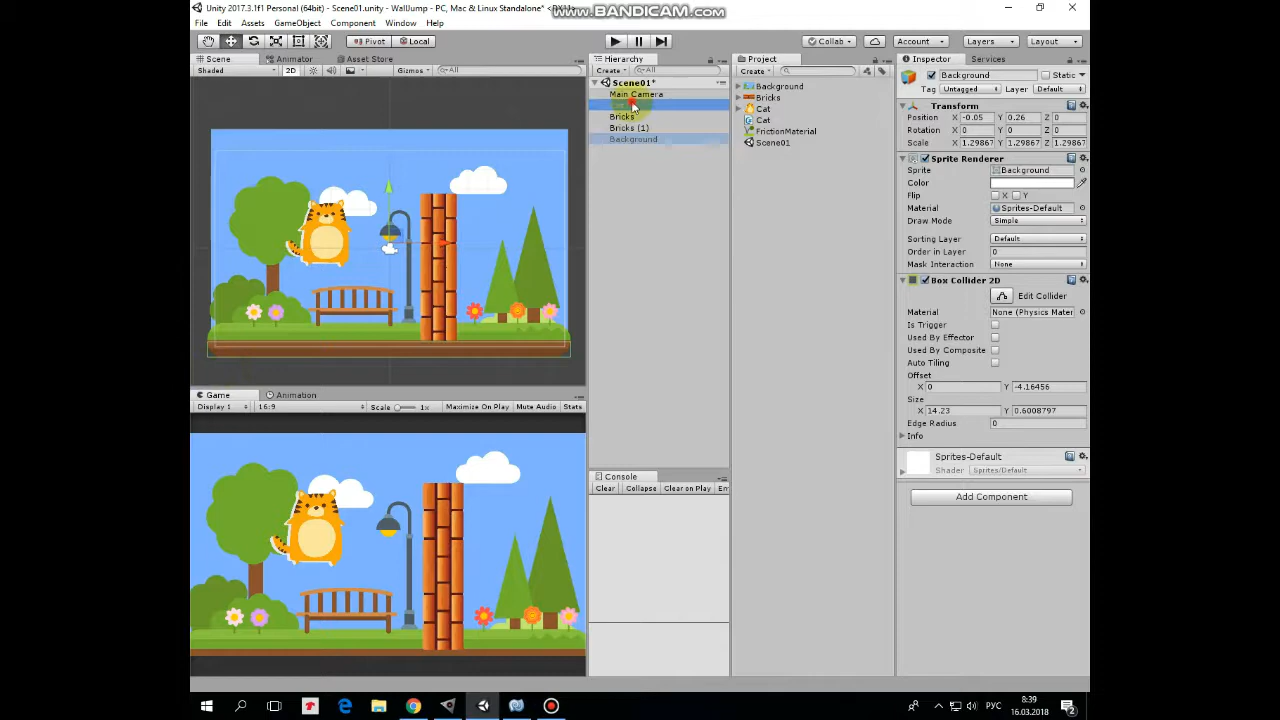 Unity 2017.3.1f1 Personal (64bit) - Scene01.unity - WallJump - PC, Mac & Linux Standalone* <DX11>
www.BANDICAM.com
File Edit Assets GameObject Component Window Help
Pivot Local Collab Account Layers Layout
Scene Animator Asset Store
Shaded 2D Gizmos All
Hierarchy
Create All
Scene01*
Main Camera
Bricks
Bricks (1)
Background
Project
Create
Background
Bricks
Cat
Cat
FrictionMaterial
Scene01
Inspector Services
Background Static
Tag Untagged Layer Default
Transform
Position X -0.05 Y 0.26 Z 0
Rotation X 0 Y 0 Z 0
Scale X 1.29867 Y 1.29867 Z 1.2986
Sprite Renderer
Sprite Background
Color
Flip X Y
Material Sprites-Default
Draw Mode Simple
Sorting Layer Default
Order in Layer 0
Mask Interaction None
Box Collider 2D
Edit Collider
Material None (Physics Mater
Is Trigger
Used By Effector
Used By Composite
Auto Tiling
Offset
X 0 Y -4.16456
Size
X 14.23 Y 0.6008797
Edge Radius 0
Info
Sprites-Default
Shader Sprites/Default
Add Component
Game Animation
Display 1 16:9 Scale 1x Maximize On Play Mute Audio Stats
Console
Clear Collapse Clear on Play Er
РУС
8:39
16.03.2018
2